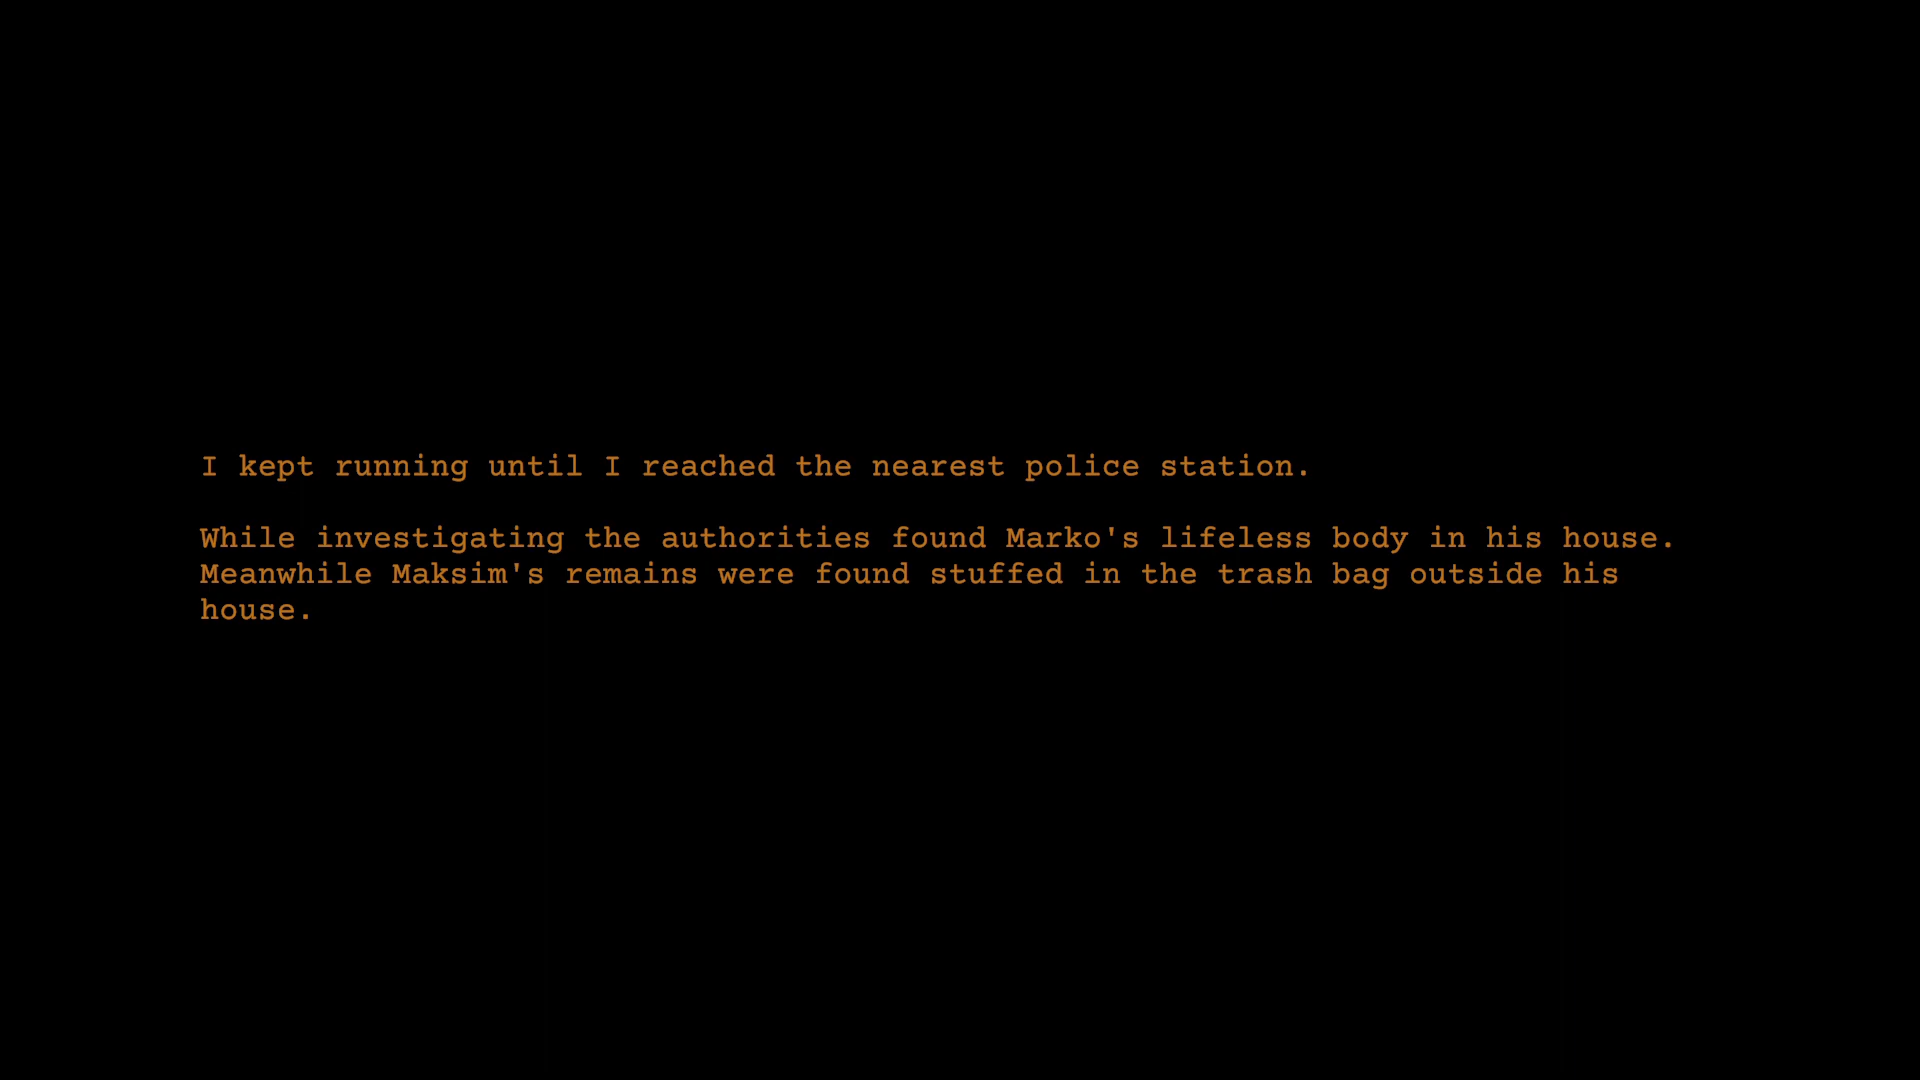 I kept running until I reached the nearest police station.
While investigating the authorities found Marko's lifeless body in his house.
Meanwhile Maksim's remains were found stuffed in the trash bag outside his
house.